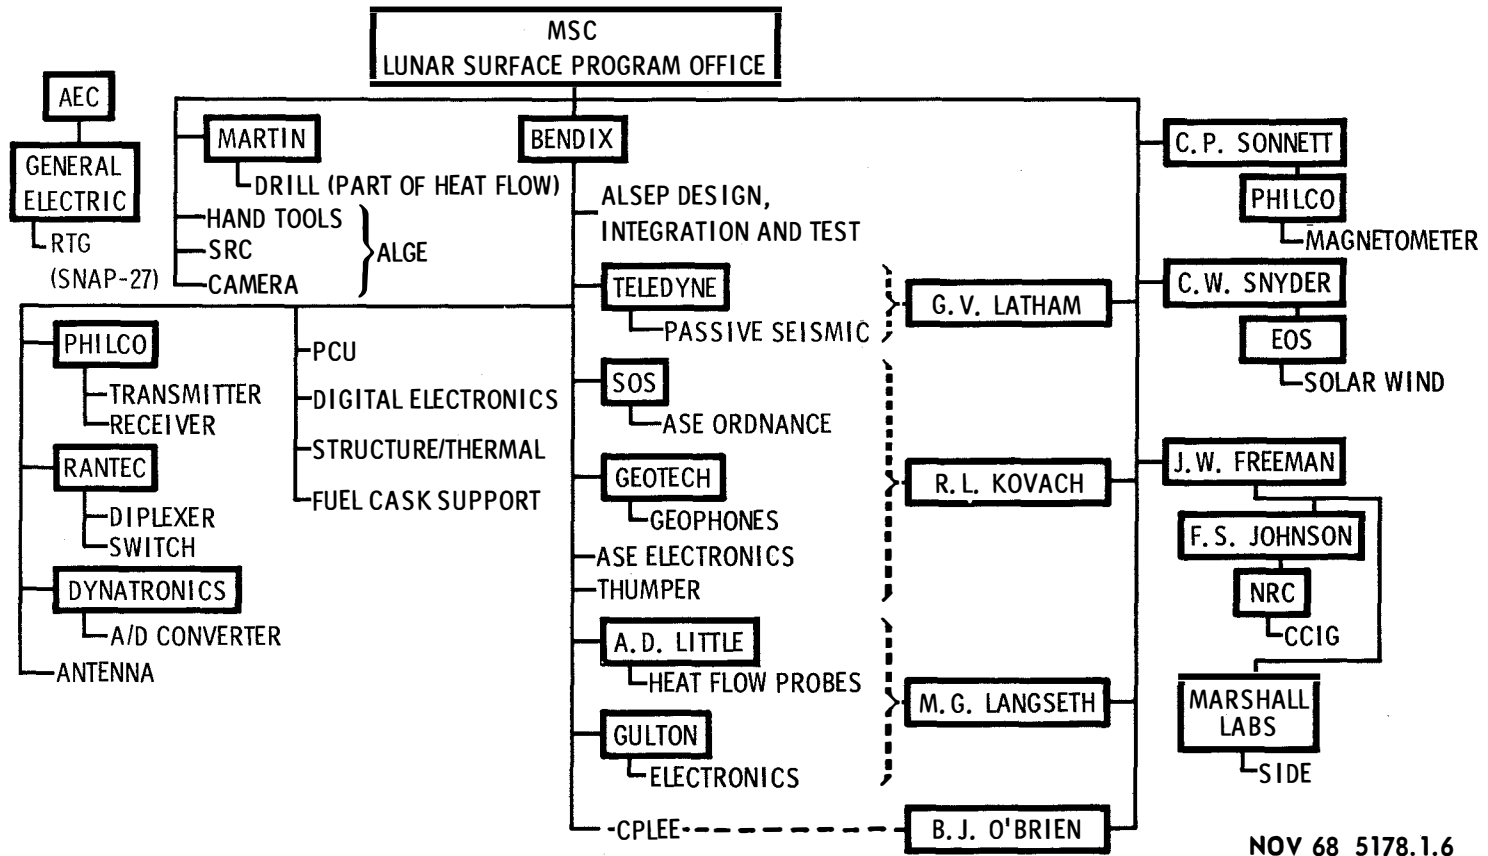 MSC
LUNAR SURFACE PROGRAM OFFICE
AEC
GENERAL
ELECTRIC
RTG
(SNAP-27)
MARTIN
DRILL (PART OF HEAT FLOW)
HAND TOOLS
SRC
CAMERA
ALGE
BENDIX
ALSEP DESIGN,
INTEGRATION AND TEST
TELEDYNE
PASSIVE SEISMIC
SOS
ASE ORDNANCE
GEOTECH
GEOPHONES
ASE ELECTRONICS
THUMPER
A.D. LITTLE
HEAT FLOW PROBES
GULTON
ELECTRONICS
CPLEE
PHILCO
TRANSMITTER
RECEIVER
RANTEC
DIPLEXER
SWITCH
DYNATRONICS
A/D CONVERTER
ANTENNA
PCU
DIGITAL ELECTRONICS
STRUCTURE/THERMAL
FUEL CASK SUPPORT
G.V. LATHAM
R.L. KOVACH
M.G. LANGSETH
B.J. O'BRIEN
C.P. SONNETT
PHILCO
MAGNETOMETER
C.W. SNYDER
EOS
SOLAR WIND
J.W. FREEMAN
F.S. JOHNSON
NRC
CCIG
MARSHALL
LABS
SIDE
NOV 68 5178.1.6